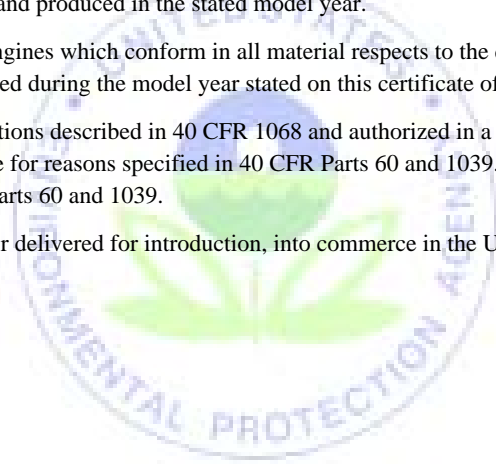 and produced in the stated model year.
ngines which conform in all material respects to the
ed during the model year stated on this certificate of
tions described in 40 CFR 1068 and authorized in a
e for reasons specified in 40 CFR Parts 60 and 1039.
arts 60 and 1039.
r delivered for introduction, into commerce in the U
UNITED STATES
ENVIRONMENTAL PROTECTION AGENCY